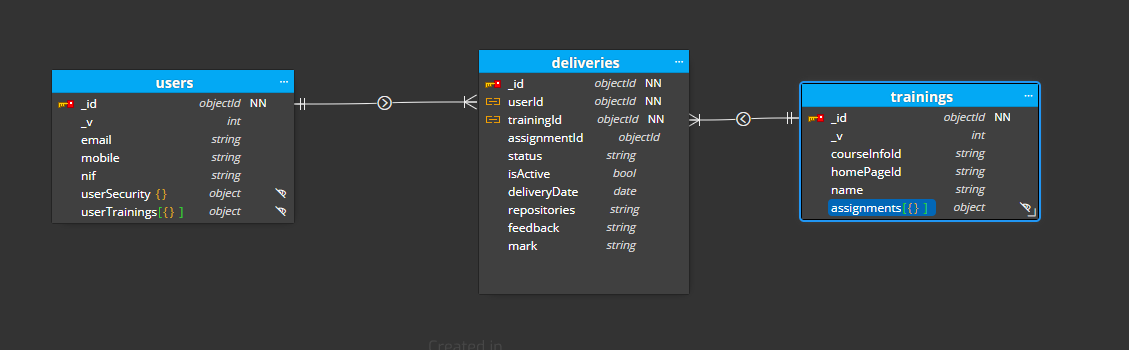 users ...
_id objectId NN
_v int
email string
mobile string
nif string
userSecurity {} object
userTrainings[{} ] object
deliveries ...
_id objectId NN
userId objectId NN
trainingId objectId NN
assignmentId objectId
status string
isActive bool
deliveryDate date
repositories string
feedback string
mark string
trainings ...
_id objectId NN
_v int
courseInfoId string
homePageId string
name string
assignments[{} ] object
Created in